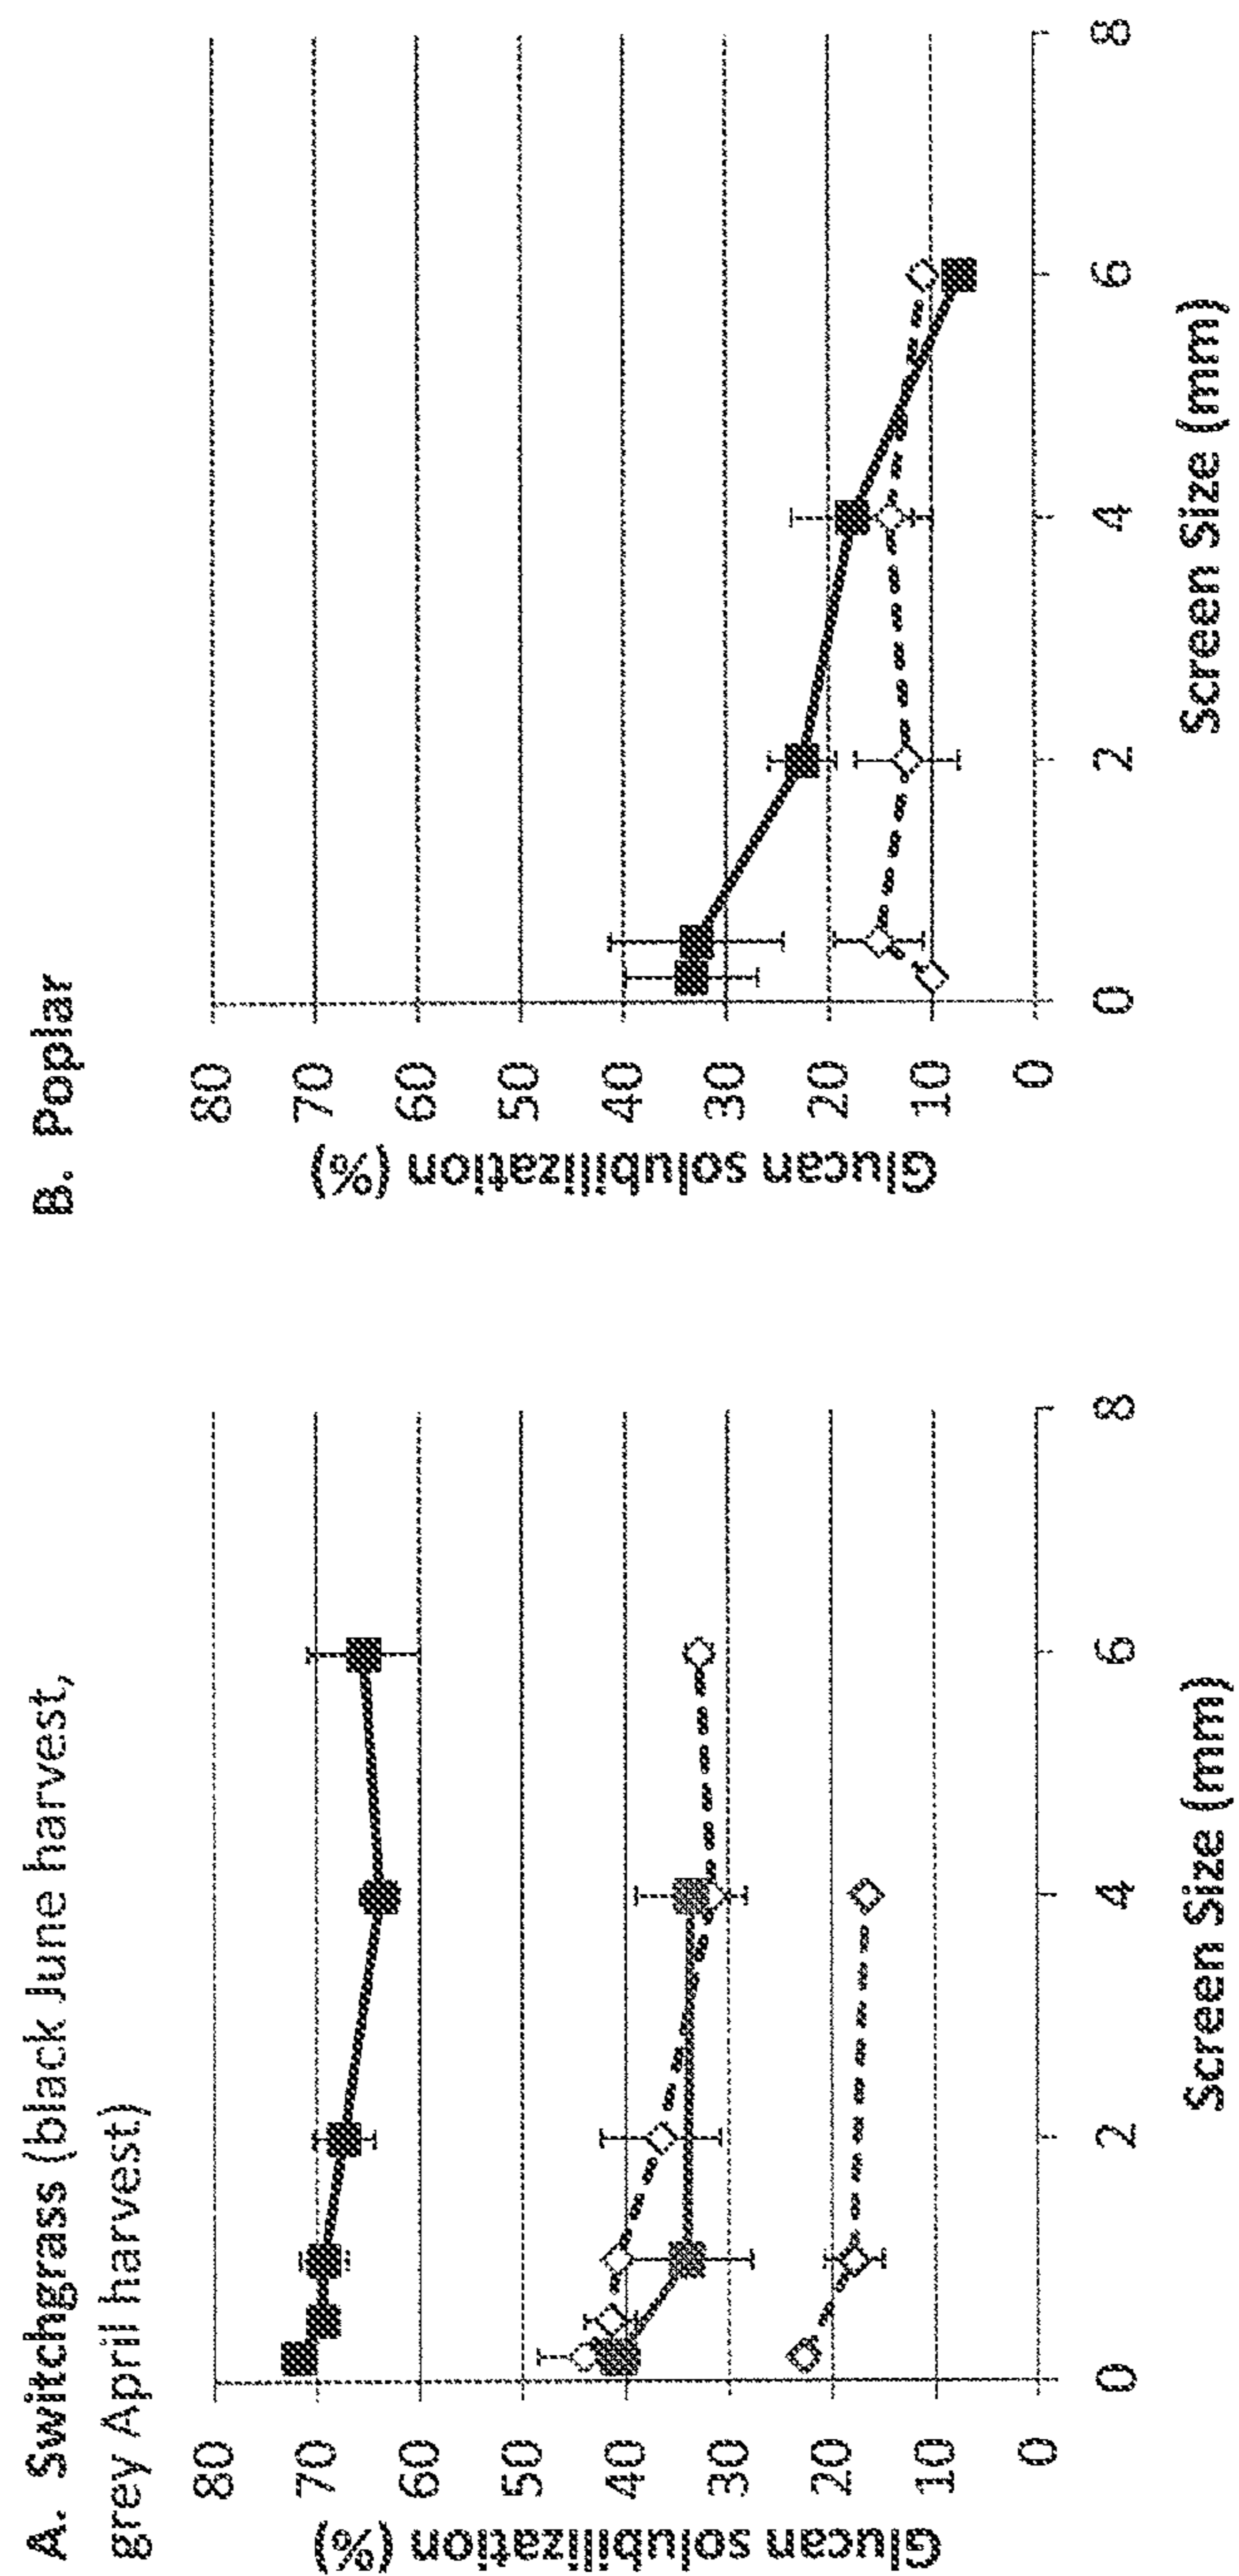 A. Switchgrass (black June harvest,
grey April harvest)
Glucan solubilization (%)
80
70
60
50
40
30
20
10
0
0 2 4 6 8
Screen Size (mm)
B. Poplar
Glucan solubilization (%)
80
70
60
50
40
30
20
10
0
0 2 4 6 8
Screen Size (mm)